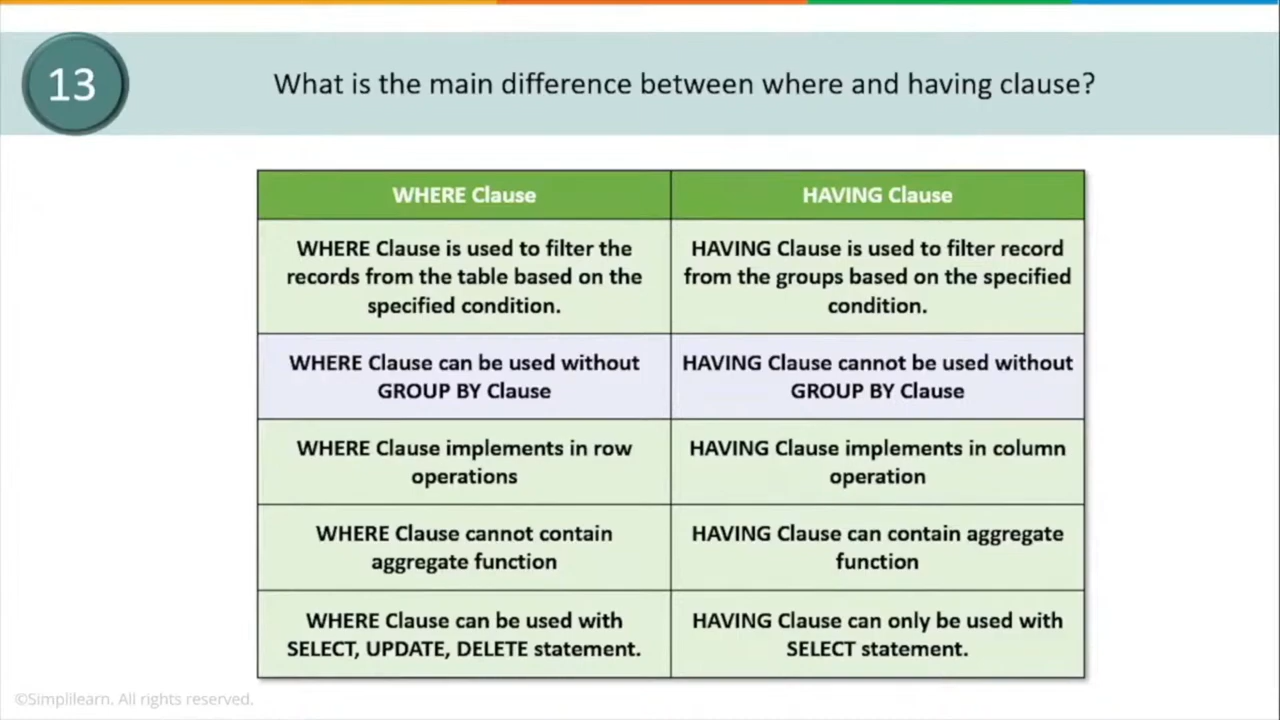 13
What is the main difference between where and having clause?
WHERE Clause
HAVING Clause
WHERE Clause is used to filter the
records from the table based on the
specified condition.
HAVING Clause is used to filter record
from the groups based on the specified
condition.
WHERE Clause can be used without
GROUP BY Clause
HAVING Clause cannot be used without
GROUP BY Clause
WHERE Clause implements in row
operations
HAVING Clause implements in column
operation
WHERE Clause cannot contain
aggregate function
HAVING Clause can contain aggregate
function
WHERE Clause can be used with
SELECT, UPDATE, DELETE statement.
HAVING Clause can only be used with
SELECT statement.
©Simplilearn. All rights reserved.